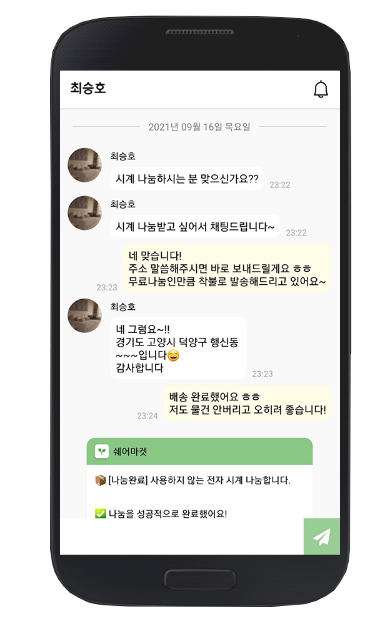 최승호
2021년 09월 16일 목요일
최승호
시계 나눔하시는 분 맞으신가요??
23:22
최승호
시계 나눔받고 싶어서 채팅드립니다~
23:22
네 맞습니다!
주소 말씀해주시면 바로 보내드릴게요 ㅎㅎ
무료나눔인만큼 착불로 발송해드리고 있어요~
23:23
최승호
네 그럼요~!!
경기도 고양시 덕양구 행신동
~~~입니다😄
감사합니다
23:23
배송 완료했어요 ㅎㅎ
저도 물건 안버리고 오히려 좋습니다!
23:24
쉐어마켓
📦 [나눔완료] 사용하지 않는 전자 시계 나눔합니다.
✅ 나눔을 성공적으로 완료했어요!